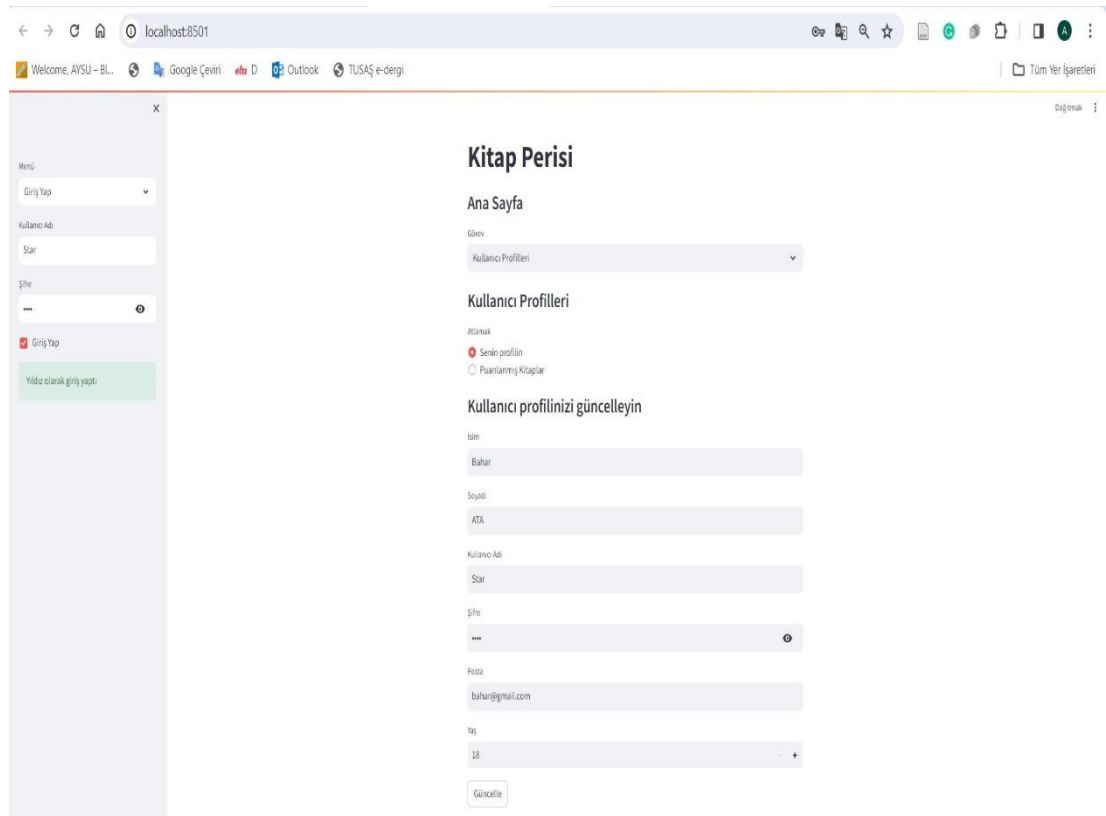 localhost:8501
Welcome, AYSU – BL...
Google Çeviri
ebs D
Outlook
TUSAŞ e-dergi
Tüm Yer İşaretleri
X
Dağıtmak
Menü
Giriş Yap
Kullanıcı Adı
Star
Şifre
••••
Giriş Yap
Yıldız olarak giriş yaptı
Kitap Perisi
Ana Sayfa
Görev
Kullanıcı Profilleri
Kullanıcı Profilleri
Atlamak
Senin profilin
Puanlanmış Kitaplar
Kullanıcı profilinizi güncelleyin
İsim
Bahar
Soyadı
ATA
Kullanıcı Adı
Star
Şifre
••••
Posta
bahar@gmail.com
Yaş
18
Güncelle